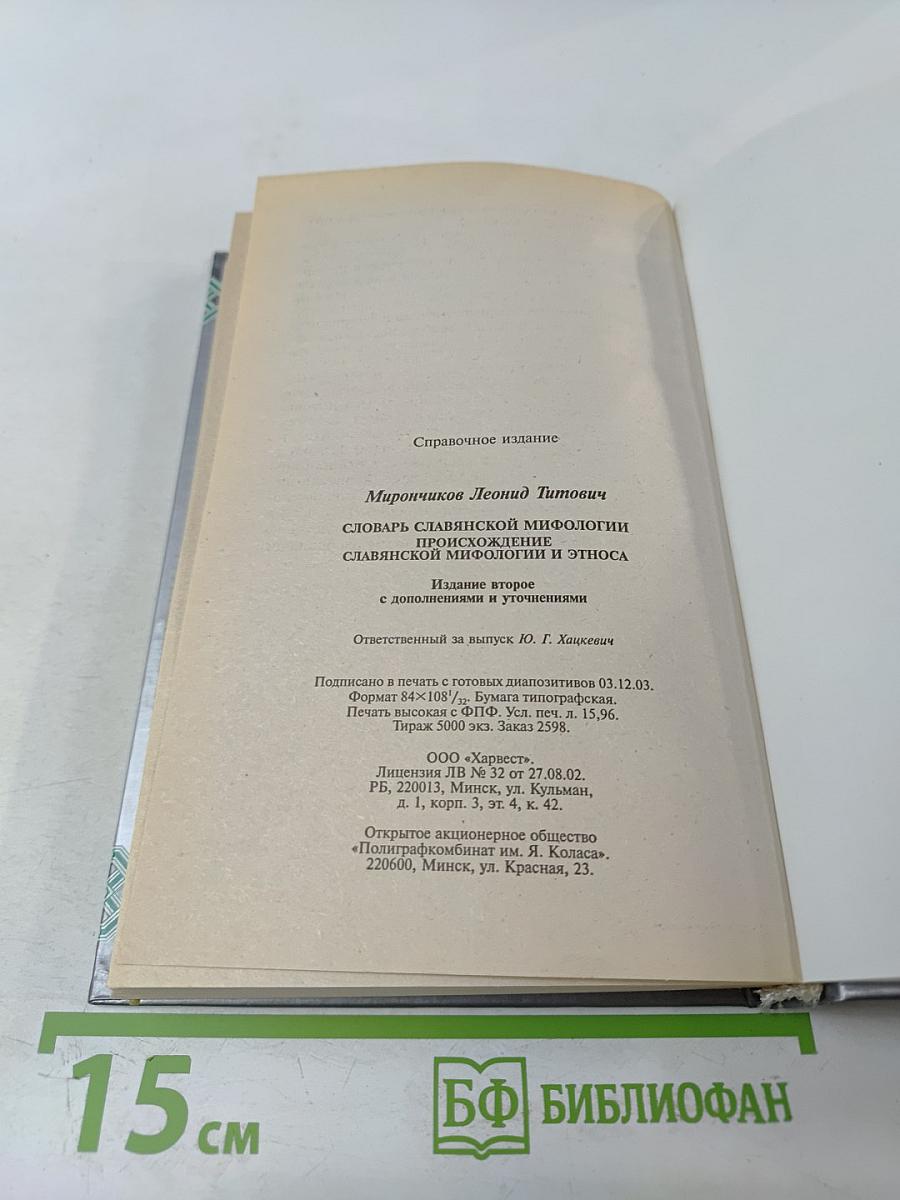 Справочное издание
Мирончиков Леонид Титович
СЛОВАРЬ СЛАВЯНСКОЙ МИФОЛОГИИ
ПРОИСХОЖДЕНИЕ
СЛАВЯНСКОЙ МИФОЛОГИИ И ЭТНОСА
Издание второе
с дополнениями и уточнениями
Ответственный за выпуск Ю. Г. Хацкевич
Подписано в печать с готовых диапозитивов 03.12.03.
Формат 84×108¹/₃₂. Бумага типографская.
Печать высокая с ФПФ. Усл. печ. л. 15,96.
Тираж 5000 экз. Заказ 2598.
ООО «Харвест».
Лицензия ЛВ № 32 от 27.08.02.
РБ, 220013, Минск, ул. Кульман,
д. 1, корп. 3, эт. 4, к. 42.
Открытое акционерное общество
«Полиграфкомбинат им. Я. Коласа».
220600, Минск, ул. Красная, 23.
15 см
БФ БИБЛИОФАН